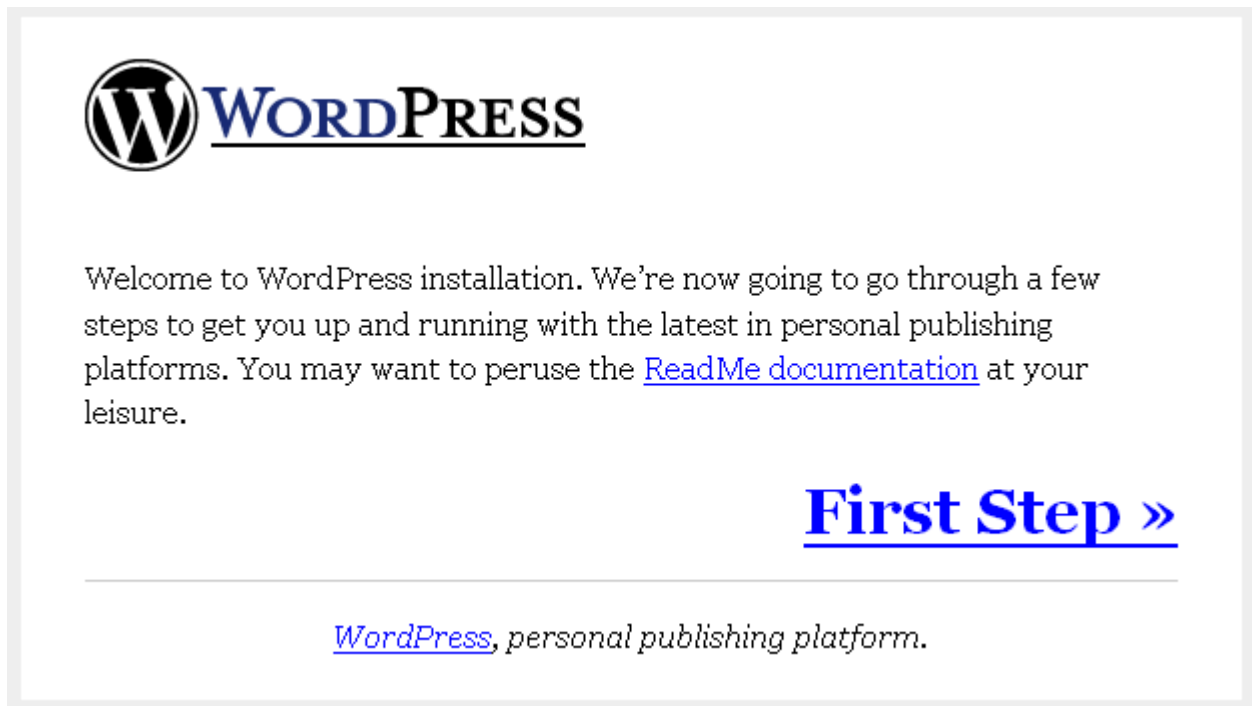 WORDPRESS
Welcome to WordPress installation. We’re now going to go through a few
steps to get you up and running with the latest in personal publishing
platforms. You may want to peruse the ReadMe documentation at your
leisure.
First Step »
WordPress, personal publishing platform.